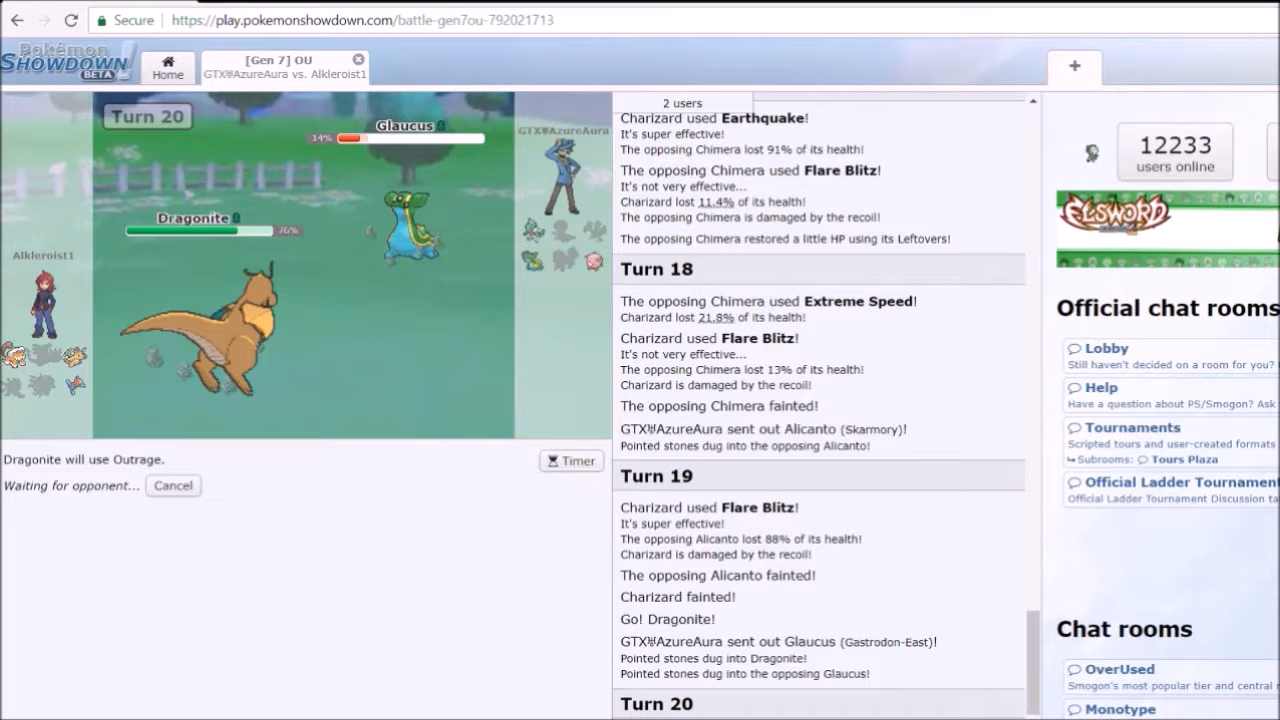 Secure https://play.pokemonshowdown.com/battle-gen7ou-792021713
Pokémon
SHOWDOWN!
BETA
Home
[Gen 7] OU
GTX¥AzureAura vs. Alkleroist1
+
Turn 20
Glaucus
14%
Dragonite
76%
GTX¥AzureAura
Alkleroist1
Dragonite will use Outrage.
Waiting for opponent... Cancel
Timer
2 users
Charizard used Earthquake!
It's super effective!
The opposing Chimera lost 91% of its health!
The opposing Chimera used Flare Blitz!
It's not very effective...
Charizard lost 11.4% of its health!
The opposing Chimera is damaged by the recoil!
The opposing Chimera restored a little HP using its Leftovers!
Turn 18
The opposing Chimera used Extreme Speed!
Charizard lost 21.8% of its health!
Charizard used Flare Blitz!
It's not very effective...
The opposing Chimera lost 13% of its health!
Charizard is damaged by the recoil!
The opposing Chimera fainted!
GTX¥AzureAura sent out Alicanto (Skarmory)!
Pointed stones dug into the opposing Alicanto!
Turn 19
Charizard used Flare Blitz!
It's super effective!
The opposing Alicanto lost 88% of its health!
Charizard is damaged by the recoil!
The opposing Alicanto fainted!
Charizard fainted!
Go! Dragonite!
GTX¥AzureAura sent out Glaucus (Gastrodon-East)!
Pointed stones dug into Dragonite!
Pointed stones dug into the opposing Glaucus!
Turn 20
12233
users online
ELSWORD
Official chat rooms
Lobby
Still haven't decided on a room for you?
Help
Have a question about PS/Smogon? Ask
Tournaments
Scripted tours and user-created formats
Subrooms: Tours Plaza
Official Ladder Tournament
Official Ladder Tournament Discussion
Chat rooms
OverUsed
Smogon's most popular tier and central
Monotype